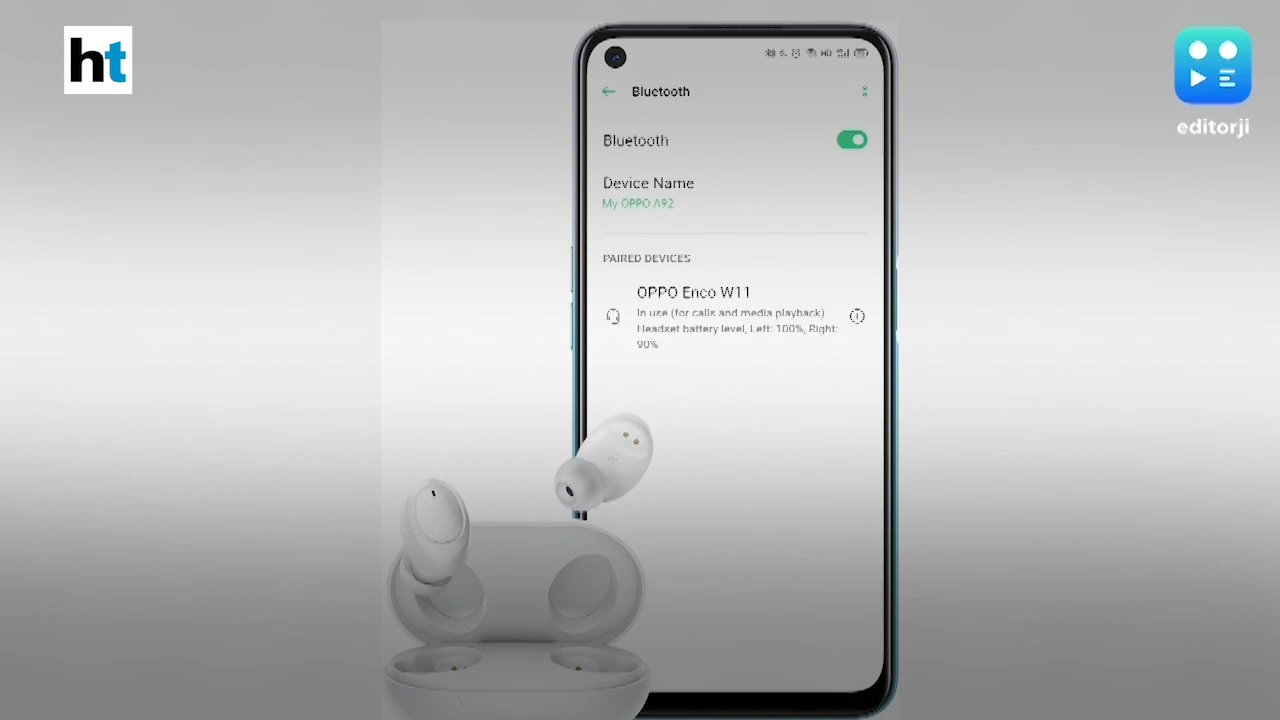 ht
editorji
HD
Bluetooth
Bluetooth
Device Name
My OPPO A92
PAIRED DEVICES
OPPO Enco W11
In use (for calls and media playback)
Headset battery level, Left: 100%, Right:
90%